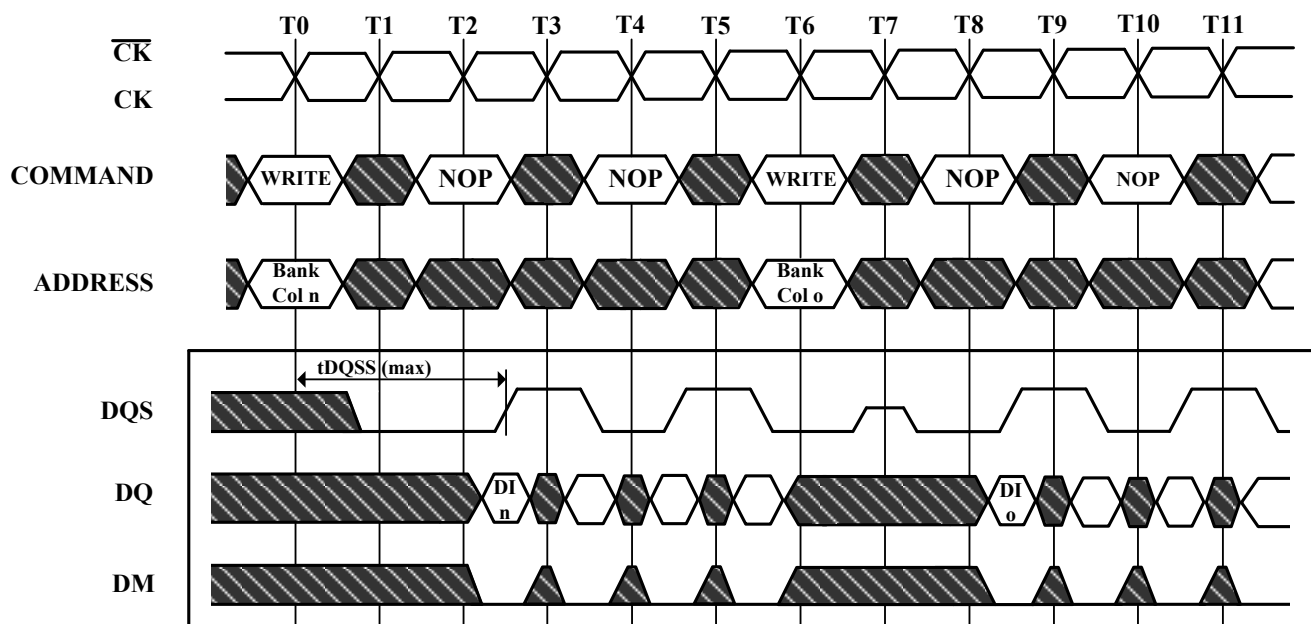 T0 T1 T2 T3 T4 T5 T6 T7 T8 T9 T10 T11
CK
CK
COMMAND WRITE NOP NOP WRITE NOP NOP
ADDRESS Bank Bank
Col n Col o
tDQSS (max)
DQS
DQ DI DI
n o
DM